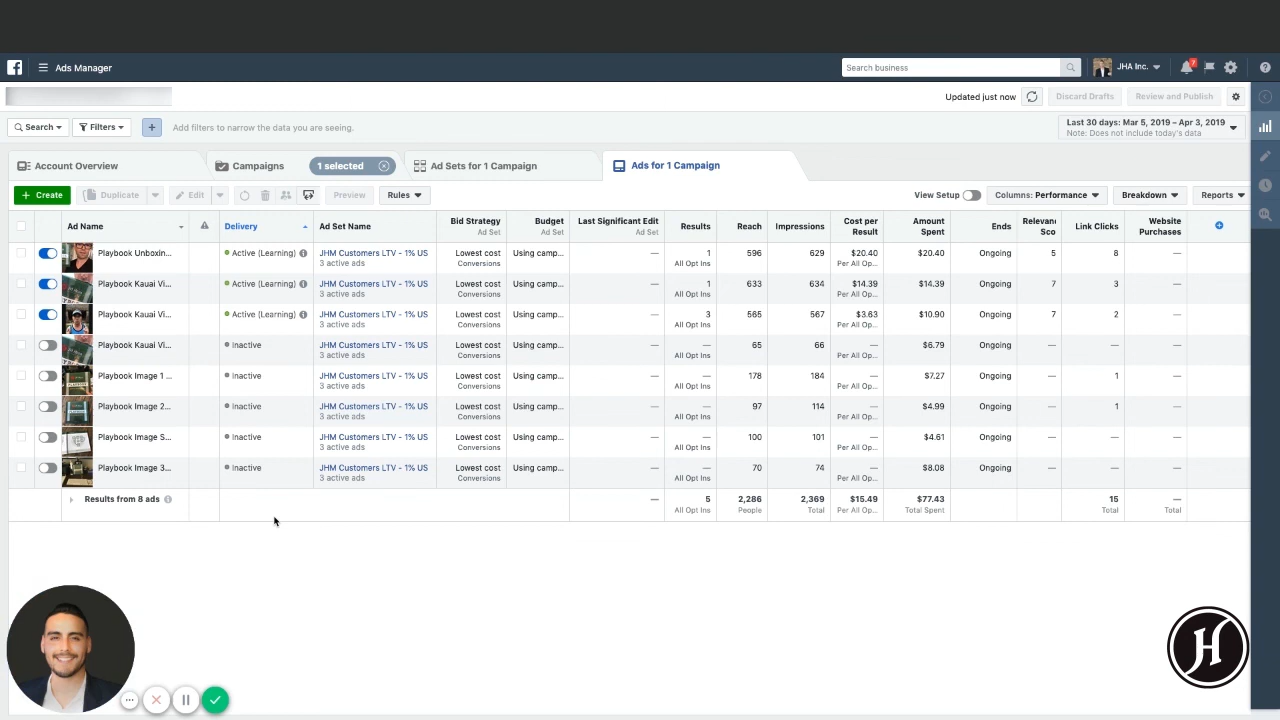 Ads Manager
Search business
JHA Inc.
7
Updated just now
Discard Drafts
Review and Publish
Search
Filters
Add filters to narrow the data you are seeing.
Last 30 days: Mar 5, 2019 – Apr 3, 2019
Note: Does not include today's data
Account Overview
Campaigns
1 selected
Ad Sets for 1 Campaign
Ads for 1 Campaign
+ Create
Duplicate
Edit
Preview
Rules
View Setup
Columns: Performance
Breakdown
Reports
Ad Name Delivery Ad Set Name Bid Strategy Budget Last Significant Edit Results Reach Impressions Cost per Result Amount Spent Ends Relevanc Sco Link Clicks Website Purchases
Ad Set Ad Set Ad Set
Playbook Unboxin... Active (Learning) JHM Customers LTV - 1% US Lowest cost Using camp... — 1 596 629 $20.40 $20.40 Ongoing 5 8 —
3 active ads Conversions All Opt Ins Per All Op...
Playbook Kauai Vi... Active (Learning) JHM Customers LTV - 1% US Lowest cost Using camp... — 1 633 634 $14.39 $14.39 Ongoing 7 3 —
3 active ads Conversions All Opt Ins Per All Op...
Playbook Kauai Vi... Active (Learning) JHM Customers LTV - 1% US Lowest cost Using camp... — 3 565 567 $3.63 $10.90 Ongoing 7 2 —
3 active ads Conversions All Opt Ins Per All Op...
Playbook Kauai Vi... Inactive JHM Customers LTV - 1% US Lowest cost Using camp... — — 65 66 — $6.79 Ongoing — — —
3 active ads Conversions All Opt Ins Per All Op...
Playbook Image 1 ... Inactive JHM Customers LTV - 1% US Lowest cost Using camp... — — 178 184 — $7.27 Ongoing — 1 —
3 active ads Conversions All Opt Ins Per All Op...
Playbook Image 2... Inactive JHM Customers LTV - 1% US Lowest cost Using camp... — — 97 114 — $4.99 Ongoing — 1 —
3 active ads Conversions All Opt Ins Per All Op...
Playbook Image S... Inactive JHM Customers LTV - 1% US Lowest cost Using camp... — — 100 101 — $4.61 Ongoing — — —
3 active ads Conversions All Opt Ins Per All Op...
Playbook Image 3... Inactive JHM Customers LTV - 1% US Lowest cost Using camp... — — 70 74 — $8.08 Ongoing — — —
3 active ads Conversions All Opt Ins Per All Op...
Results from 8 ads — 5 2,286 2,369 $15.49 $77.43 15 —
All Opt Ins People Total Per All Op... Total Spent Total Total
H